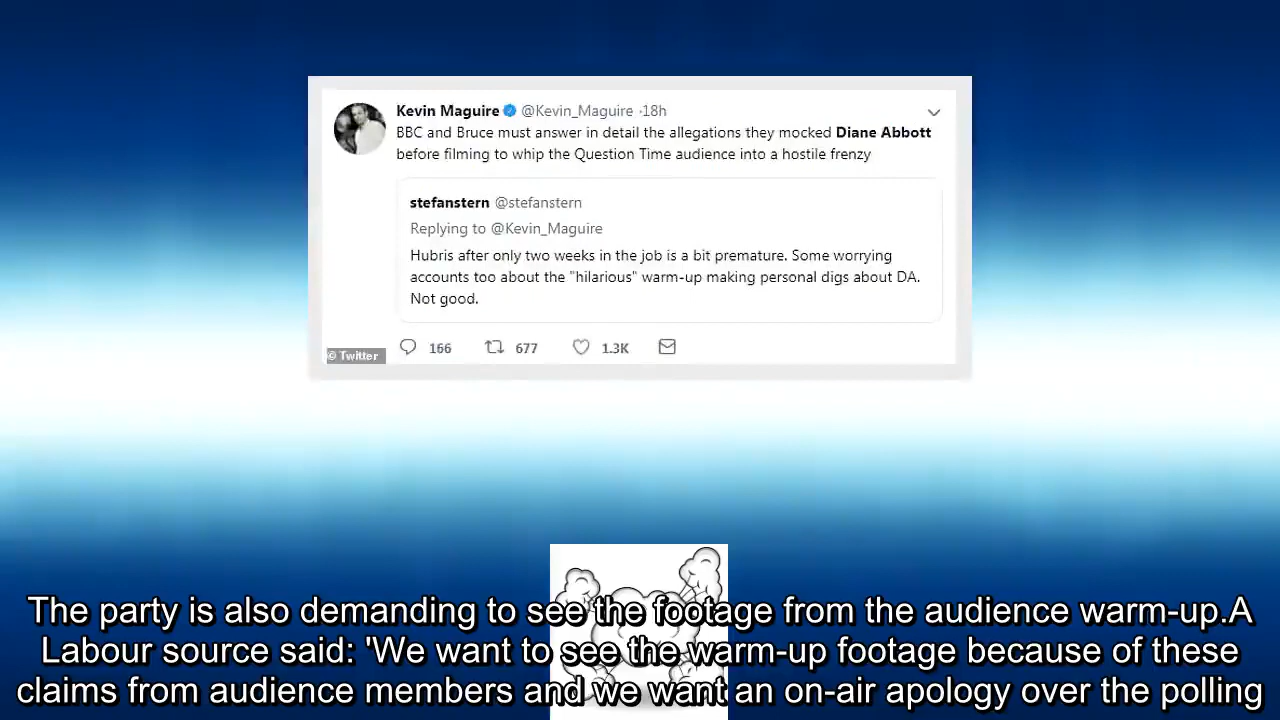 Kevin Maguire @Kevin_Maguire ·18h
BBC and Bruce must answer in detail the allegations they mocked Diane Abbott
before filming to whip the Question Time audience into a hostile frenzy
stefanstern @stefanstern
Replying to @Kevin_Maguire
Hubris after only two weeks in the job is a bit premature. Some worrying
accounts too about the "hilarious" warm-up making personal digs about DA.
Not good.
166 677 1.3K
© Twitter
The party is also demanding to see the footage from the audience warm-up.A
Labour source said: 'We want to see the warm-up footage because of these
claims from audience members and we want an on-air apology over the polling